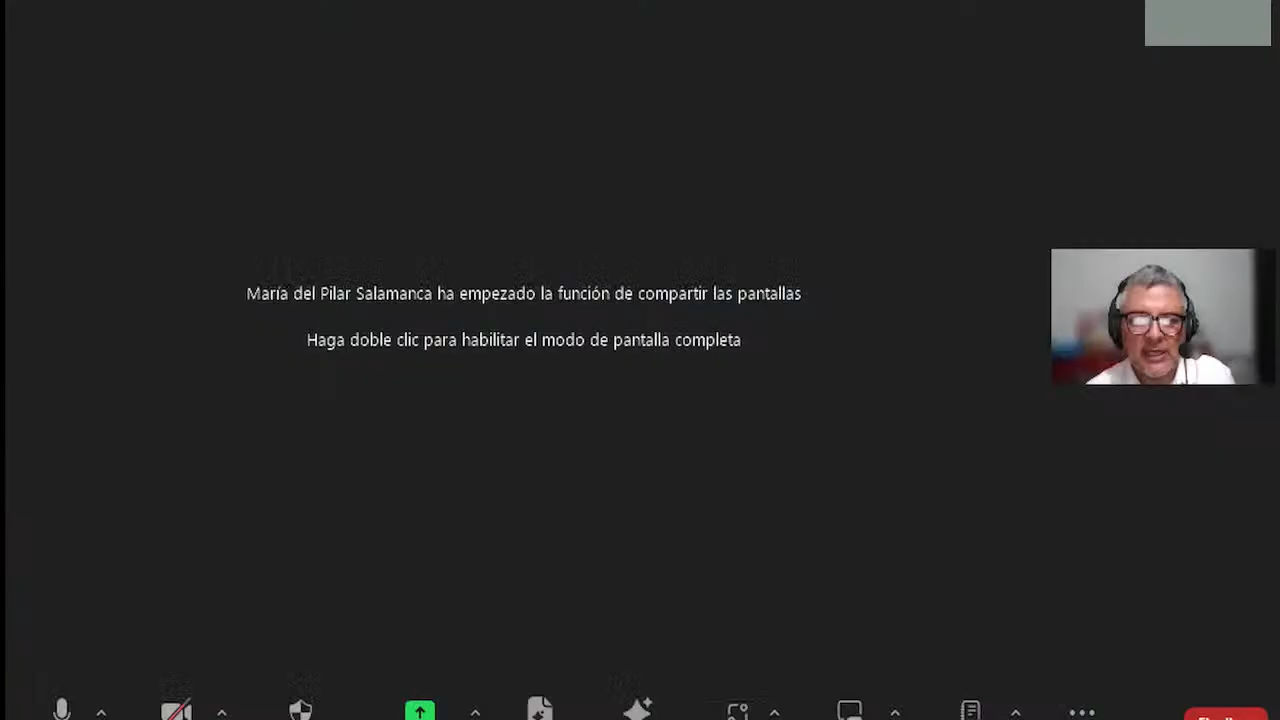 María del Pilar Salamanca ha empezado la función de compartir las pantallas
Haga doble clic para habilitar el modo de pantalla completa